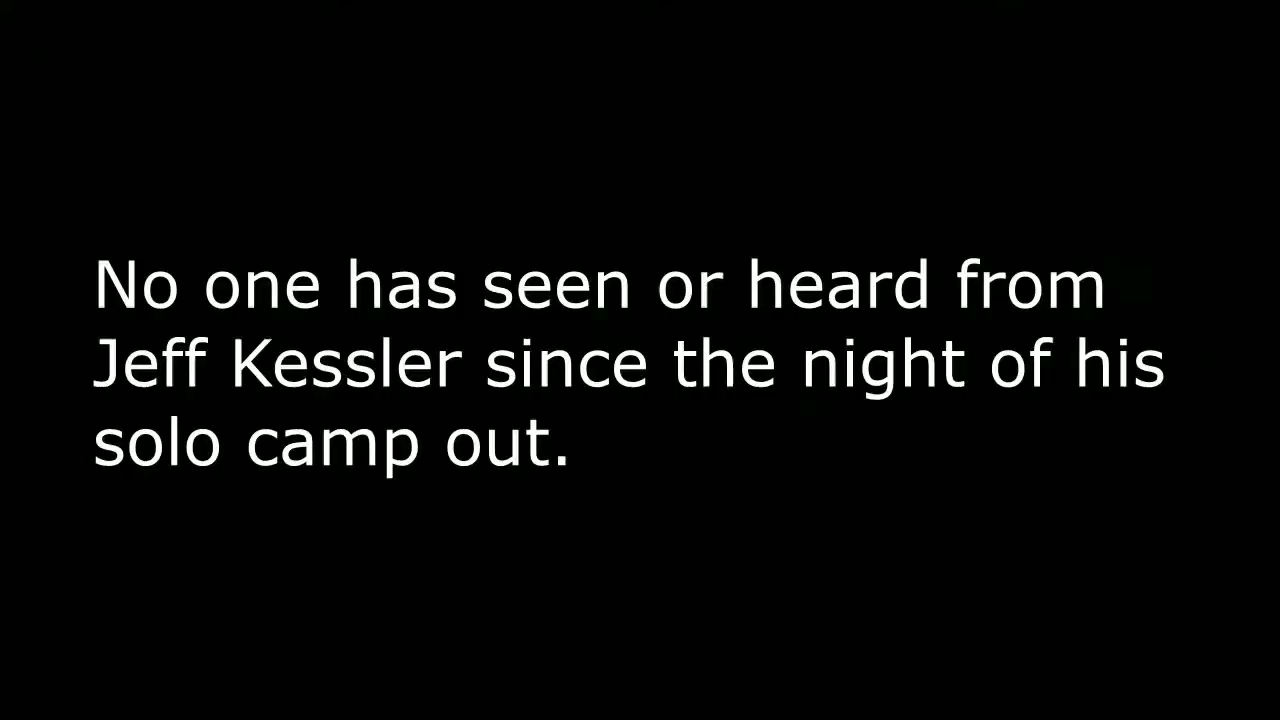 No one has seen or heard from
Jeff Kessler since the night of his
solo camp out.